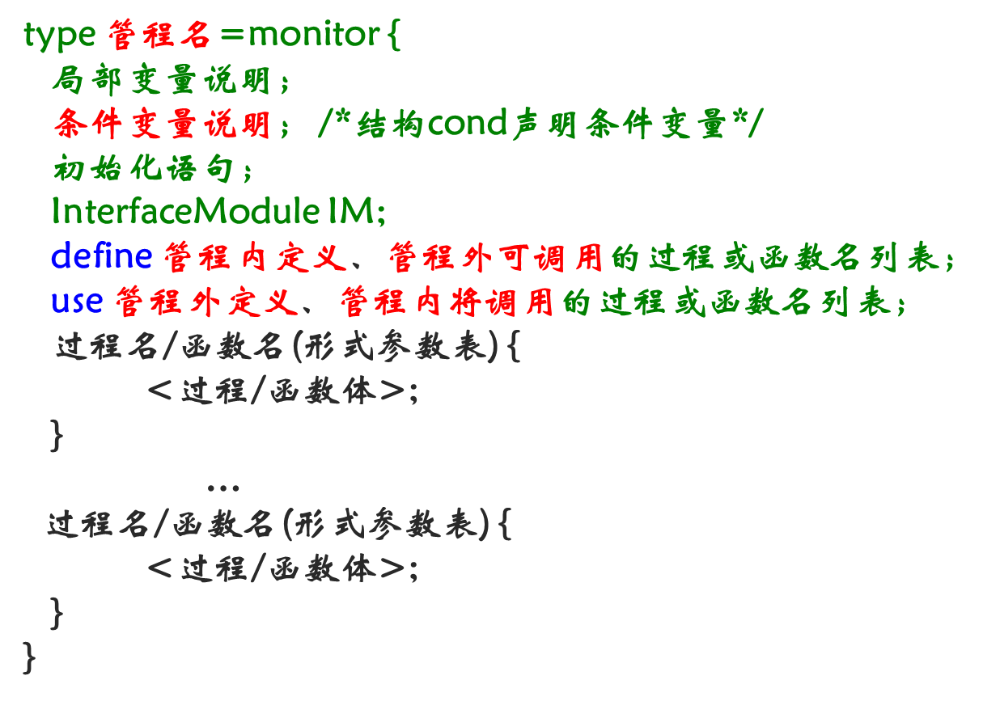 type 管程名=monitor{
局部变量说明;
条件变量说明; /*结构cond声明条件变量*/
初始化语句;
InterfaceModule IM;
define 管程内定义、管程外可调用的过程或函数名列表;
use 管程外定义、管程内将调用的过程或函数名列表;
过程名/函数名(形式参数表){
<过程/函数体>;
}
...
过程名/函数名(形式参数表){
<过程/函数体>;
}
}